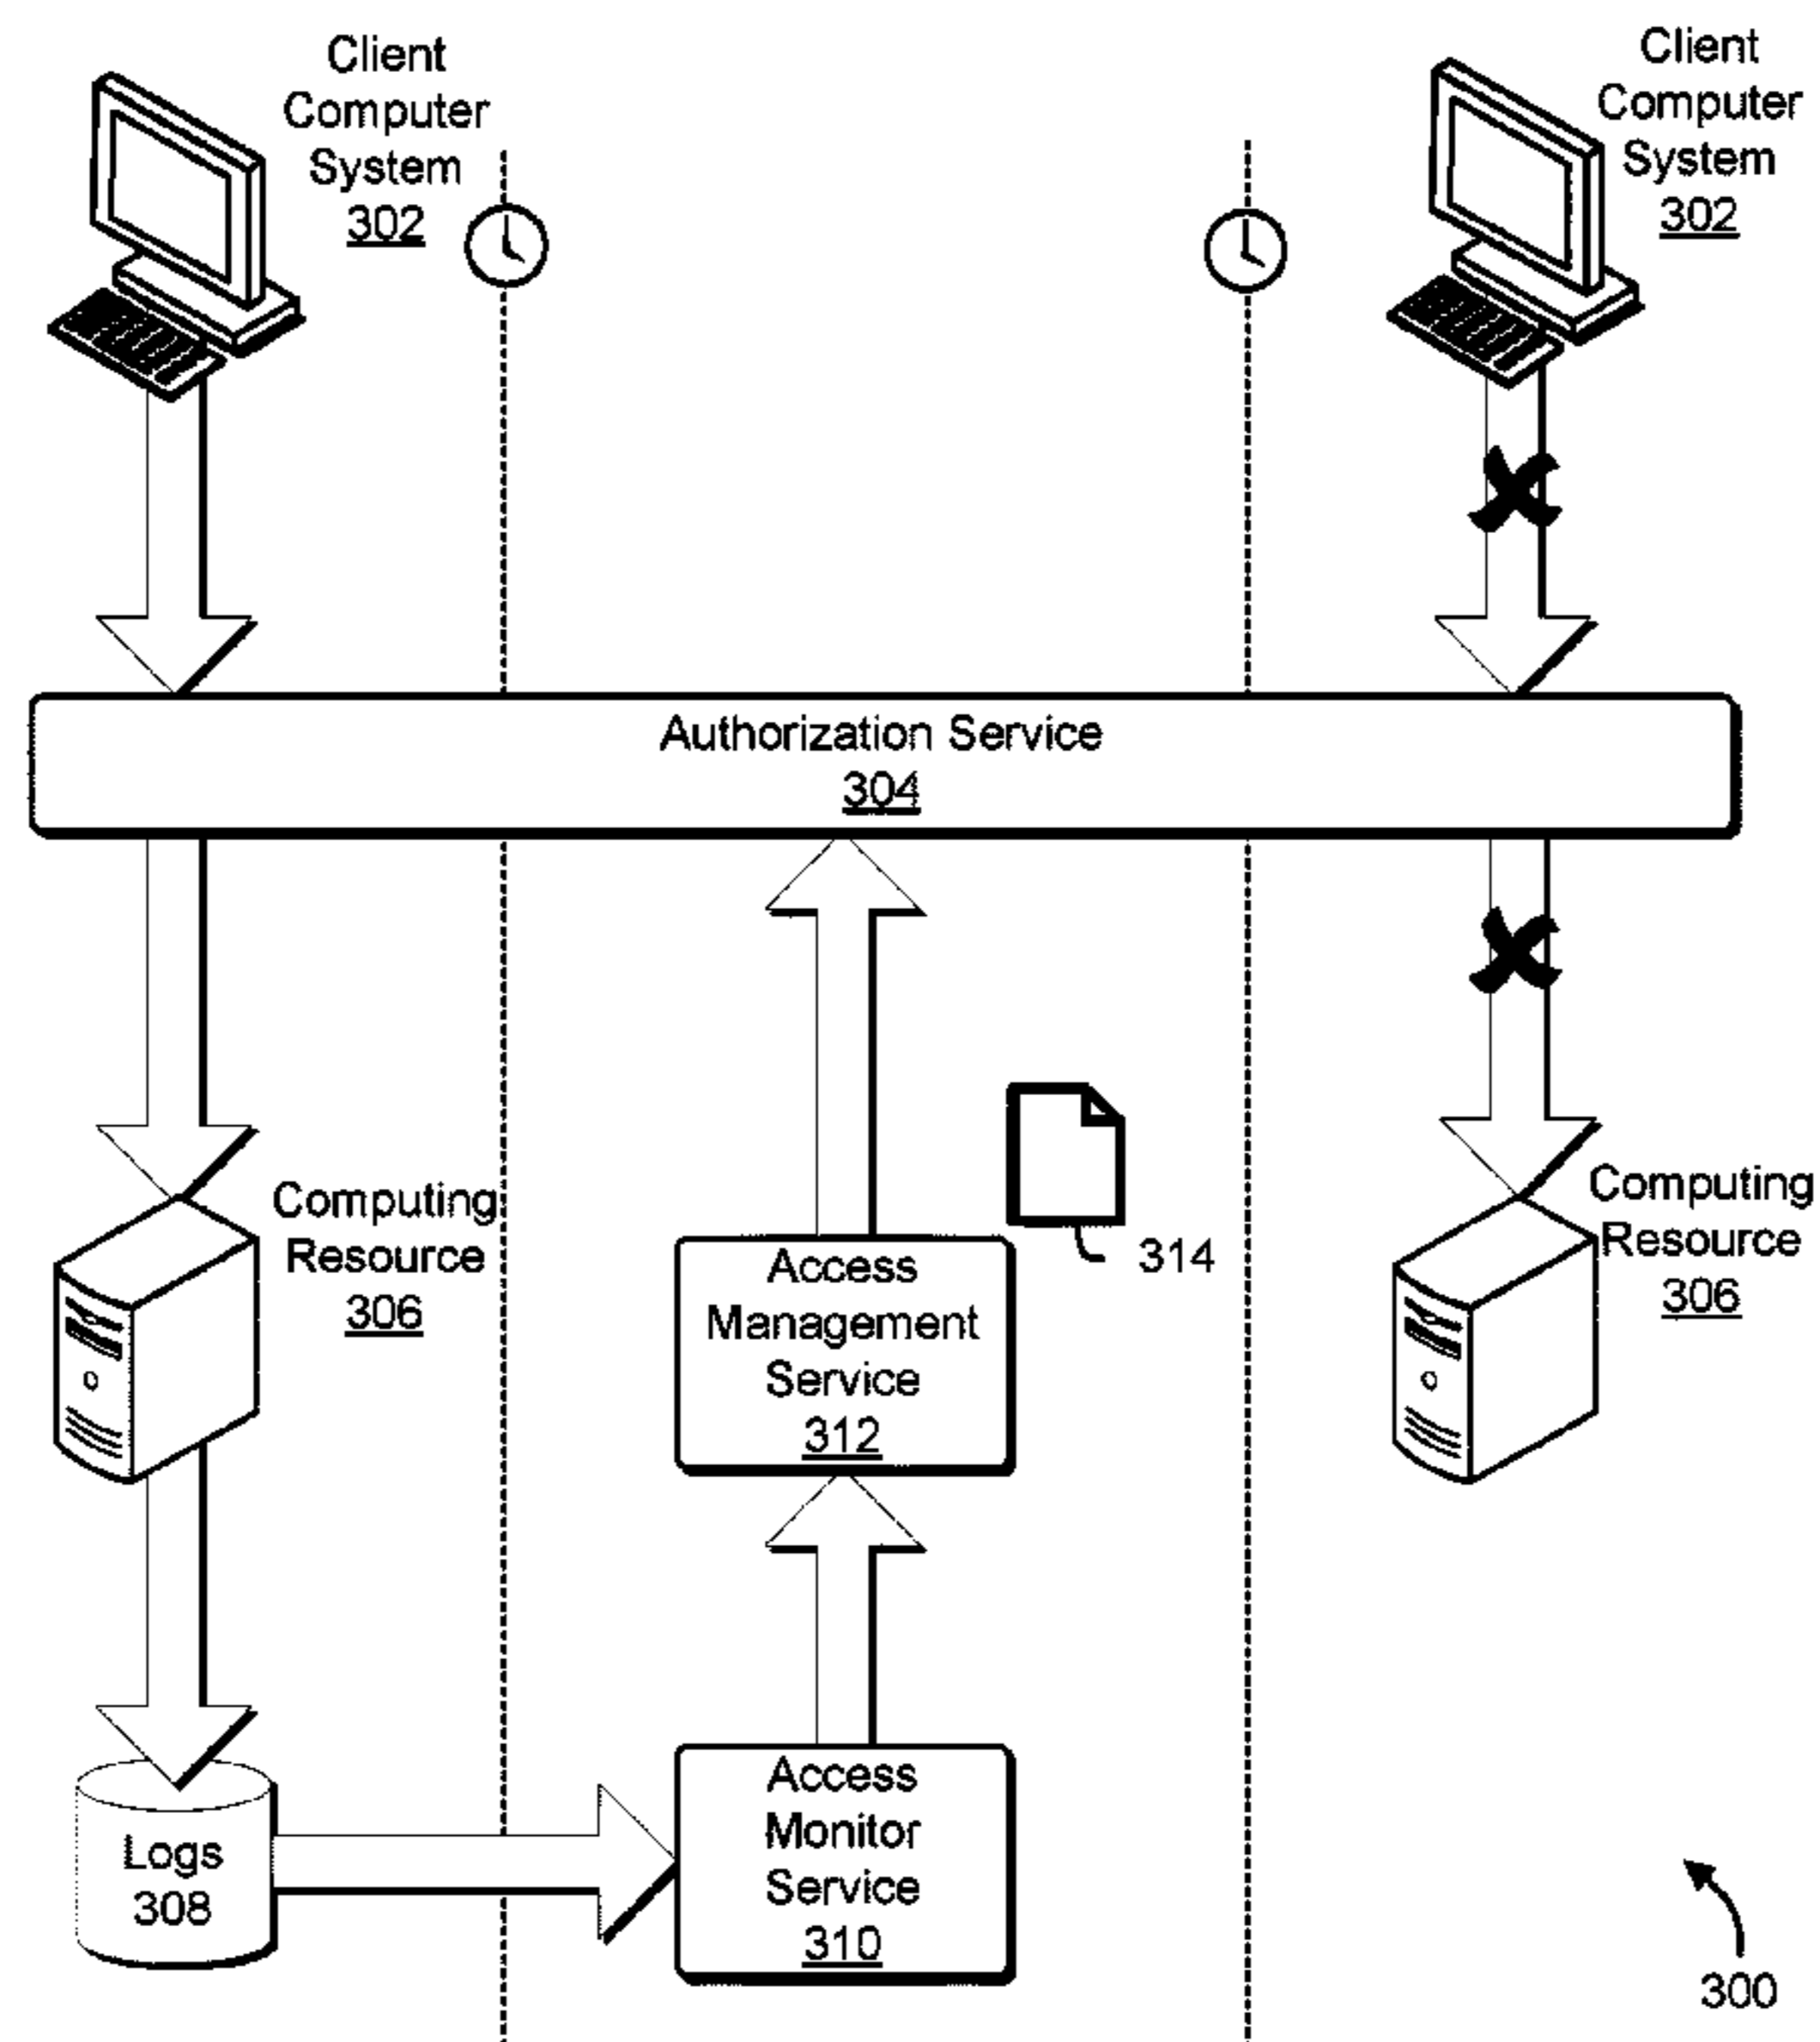 Client
Computer
System
302
Client
Computer
System
302
Authorization Service
304
Computing
Resource
306
314
Access
Management
Service
312
Computing
Resource
306
Logs
308
Access
Monitor
Service
310
300